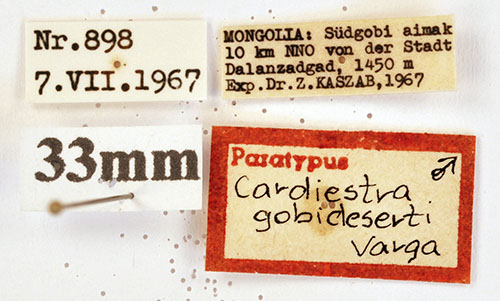 Nr.898
7.VII.1967
MONGOLIA: Südgobi aimak
10 km NNO von der Stadt
Dalanzadgad, 1450 m
Exp.Dr.Z.KASZAB,1967
33mm
Paratypus ♂
Cardiestra
gobideserti
Varga